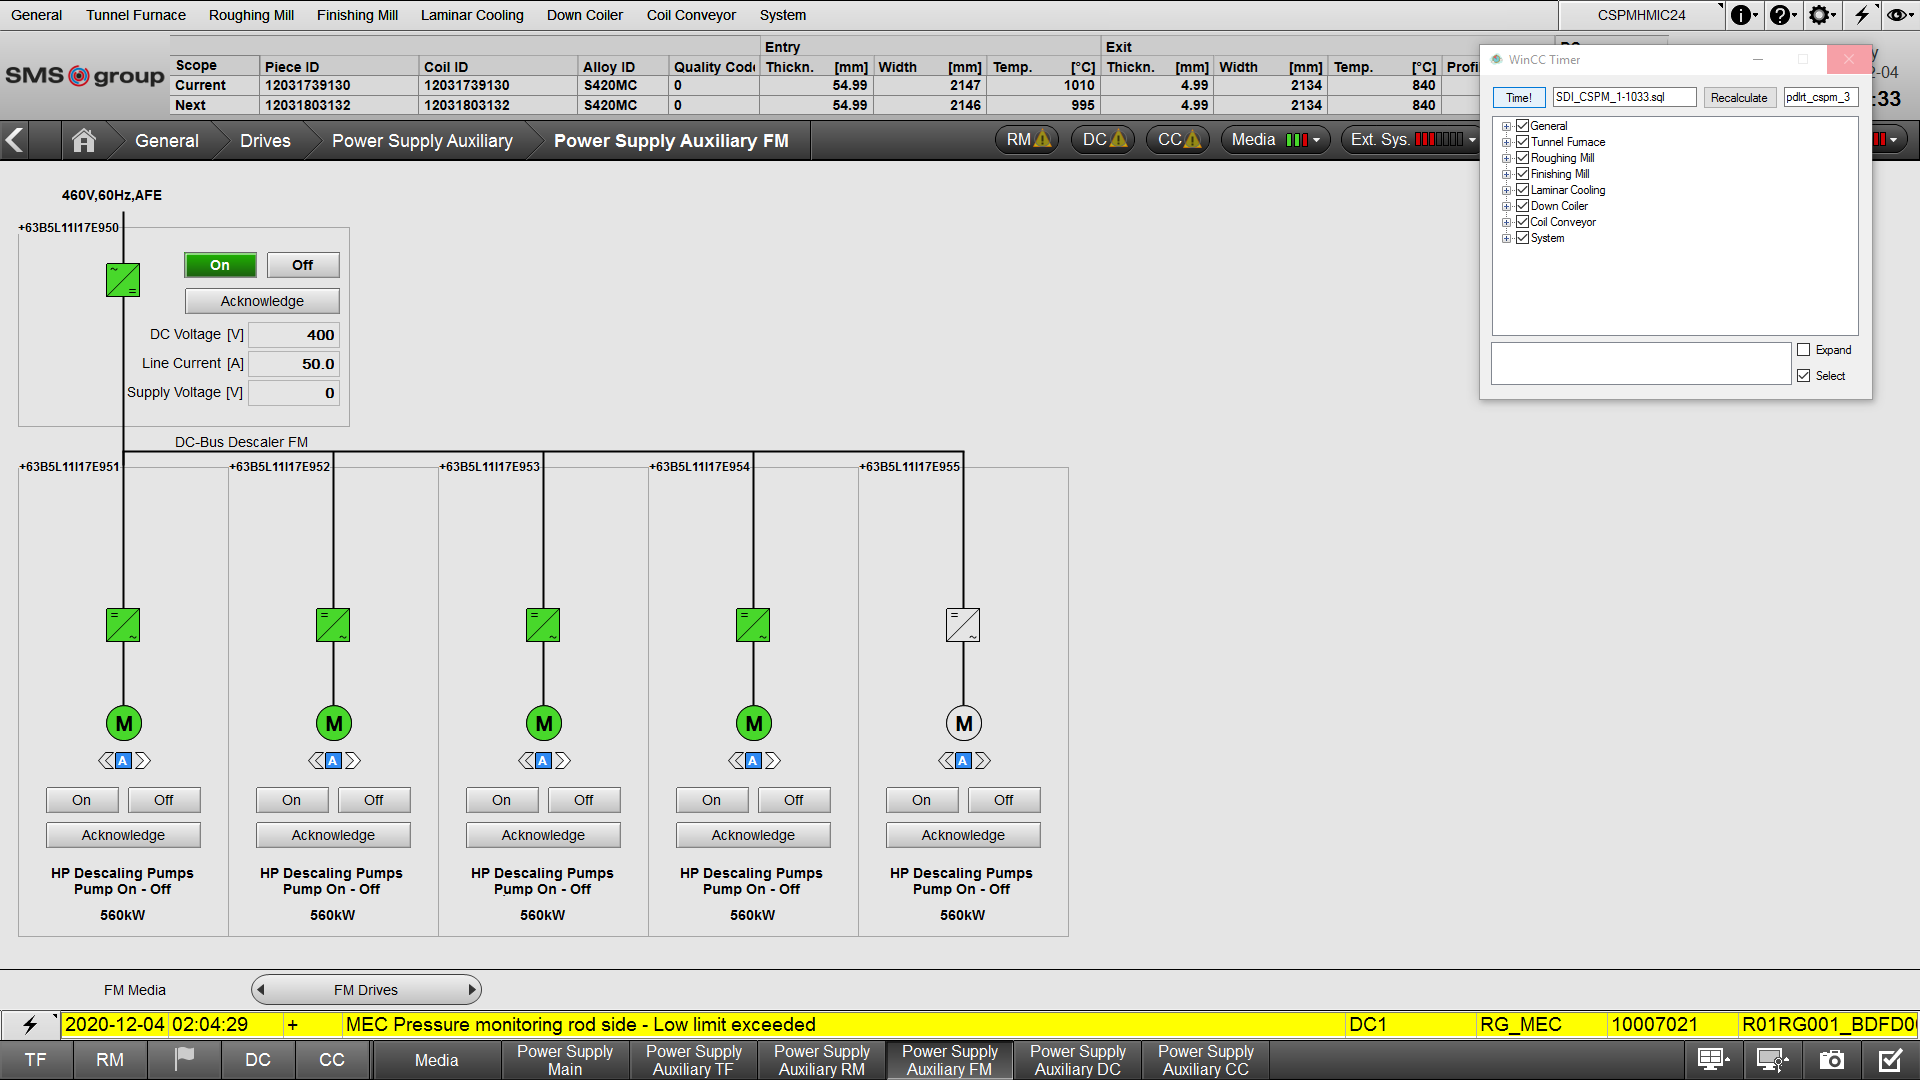 General Tunnel Furnace Roughing Mill Finishing Mill Laminar Cooling Down Coiler Coil Conveyor System CSPMHMIC24
SMS group
Entry Exit
Scope Piece ID Coil ID Alloy ID Quality Code Thickn. [mm] Width [mm] Temp. [°C] Thickn. [mm] Width [mm] Temp. [°C] Profi
Current 12031739130 12031739130 S420MC 0 54.99 2147 1010 4.99 2134 840
Next 12031803132 12031803132 S420MC 0 54.99 2146 995 4.99 2134 840
-04
:33
WinCC Timer
Time! SDI_CSPM_1-1033.sql Recalculate pdlrt_cspm_3
General
Tunnel Furnace
Roughing Mill
Finishing Mill
Laminar Cooling
Down Coiler
Coil Conveyor
System
Expand
Select
General Drives Power Supply Auxiliary Power Supply Auxiliary FM RM DC CC Media Ext. Sys.
460V,60Hz,AFE
+63B5L11I17E950
On Off
Acknowledge
DC Voltage [V] 400
Line Current [A] 50.0
Supply Voltage [V] 0
DC-Bus Descaler FM
+63B5L11I17E951 +63B5L11I17E952 +63B5L11I17E953 +63B5L11I17E954 +63B5L11I17E955
M M M M M
A A A A A
On Off On Off On Off On Off On Off
Acknowledge Acknowledge Acknowledge Acknowledge Acknowledge
HP Descaling Pumps HP Descaling Pumps HP Descaling Pumps HP Descaling Pumps HP Descaling Pumps
Pump On - Off Pump On - Off Pump On - Off Pump On - Off Pump On - Off
560kW 560kW 560kW 560kW 560kW
FM Media FM Drives
2020-12-04 02:04:29 + MEC Pressure monitoring rod side - Low limit exceeded DC1 RG_MEC 10007021 R01RG001_BDFD0
TF RM DC CC Media Power Supply Main Power Supply Auxiliary TF Power Supply Auxiliary RM Power Supply Auxiliary FM Power Supply Auxiliary DC Power Supply Auxiliary CC